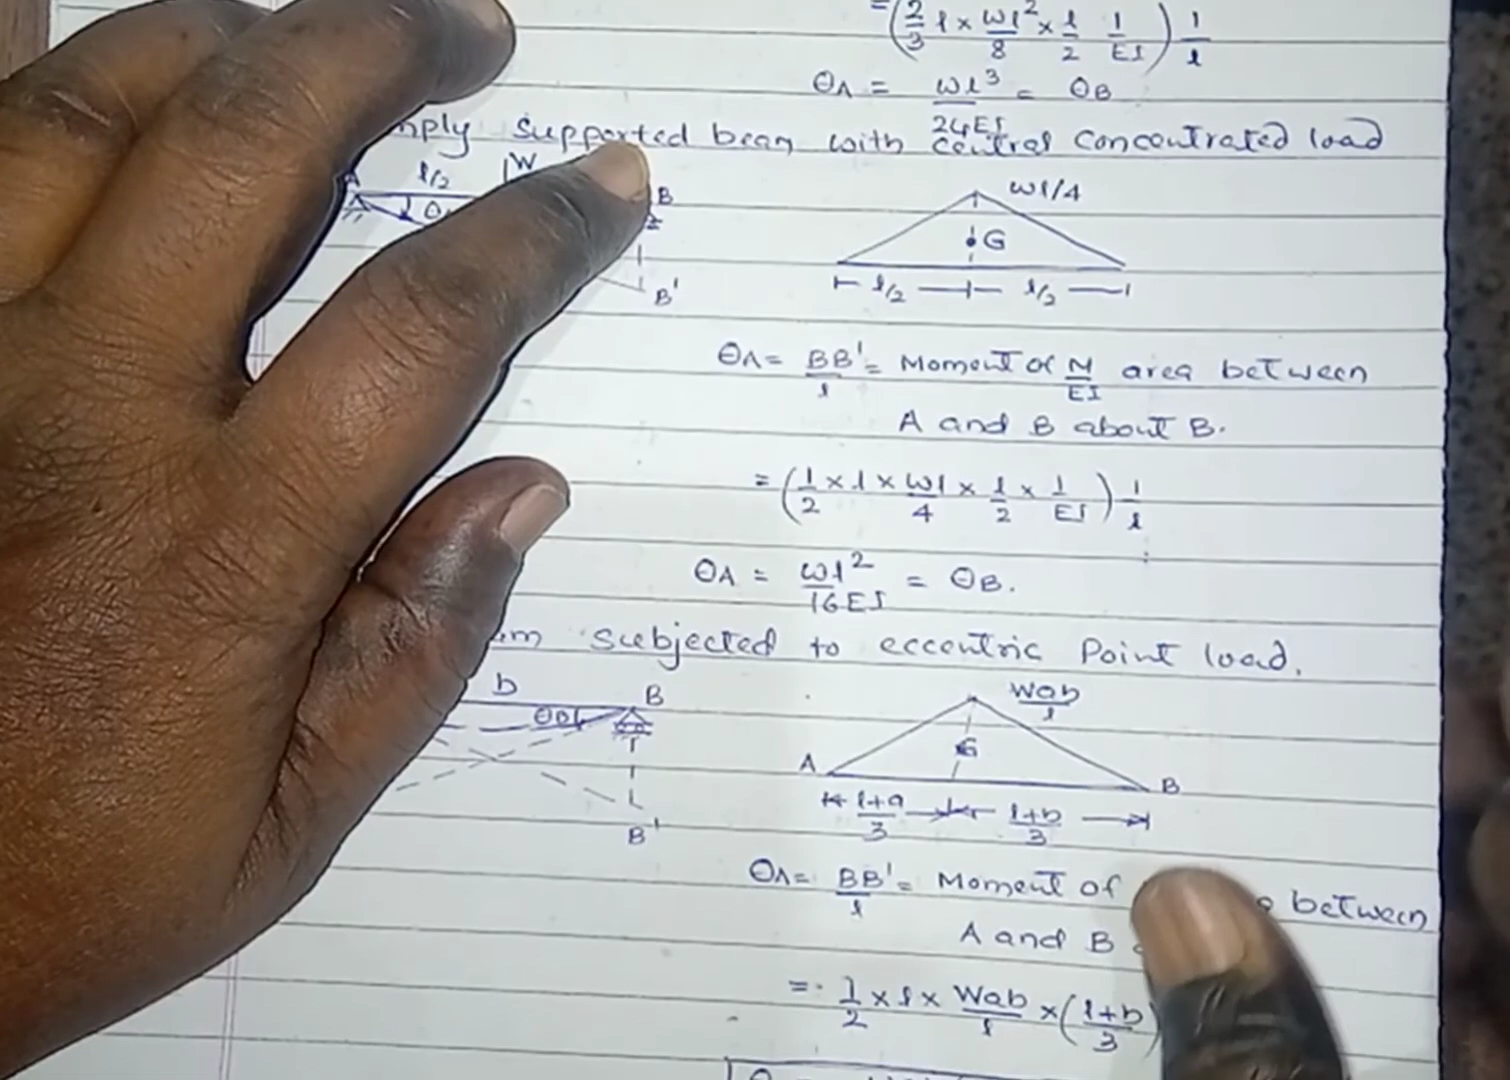 = (2/3 l × wl²/8 × l/2 1/EI) 1/l
θA = wl³/24EI = θB
supported beam with central concentrated load
A l/2 W B
θ
B'
wl/4
G
l/2 l/2
θA = BB'/l = Moment of M/EI area between
A and B about B.
= (1/2 × l × wl/4 × l/2 × 1/EI) 1/l
θA = wl²/16EI = θB.
subjected to eccentric Point load.
b B
θb
B'
Wab/l
G
A B
l+a/3 l+b/3
θA = BB'/l = Moment of between
A and B
= 1/2 × l × Wab/l × (l+b/3